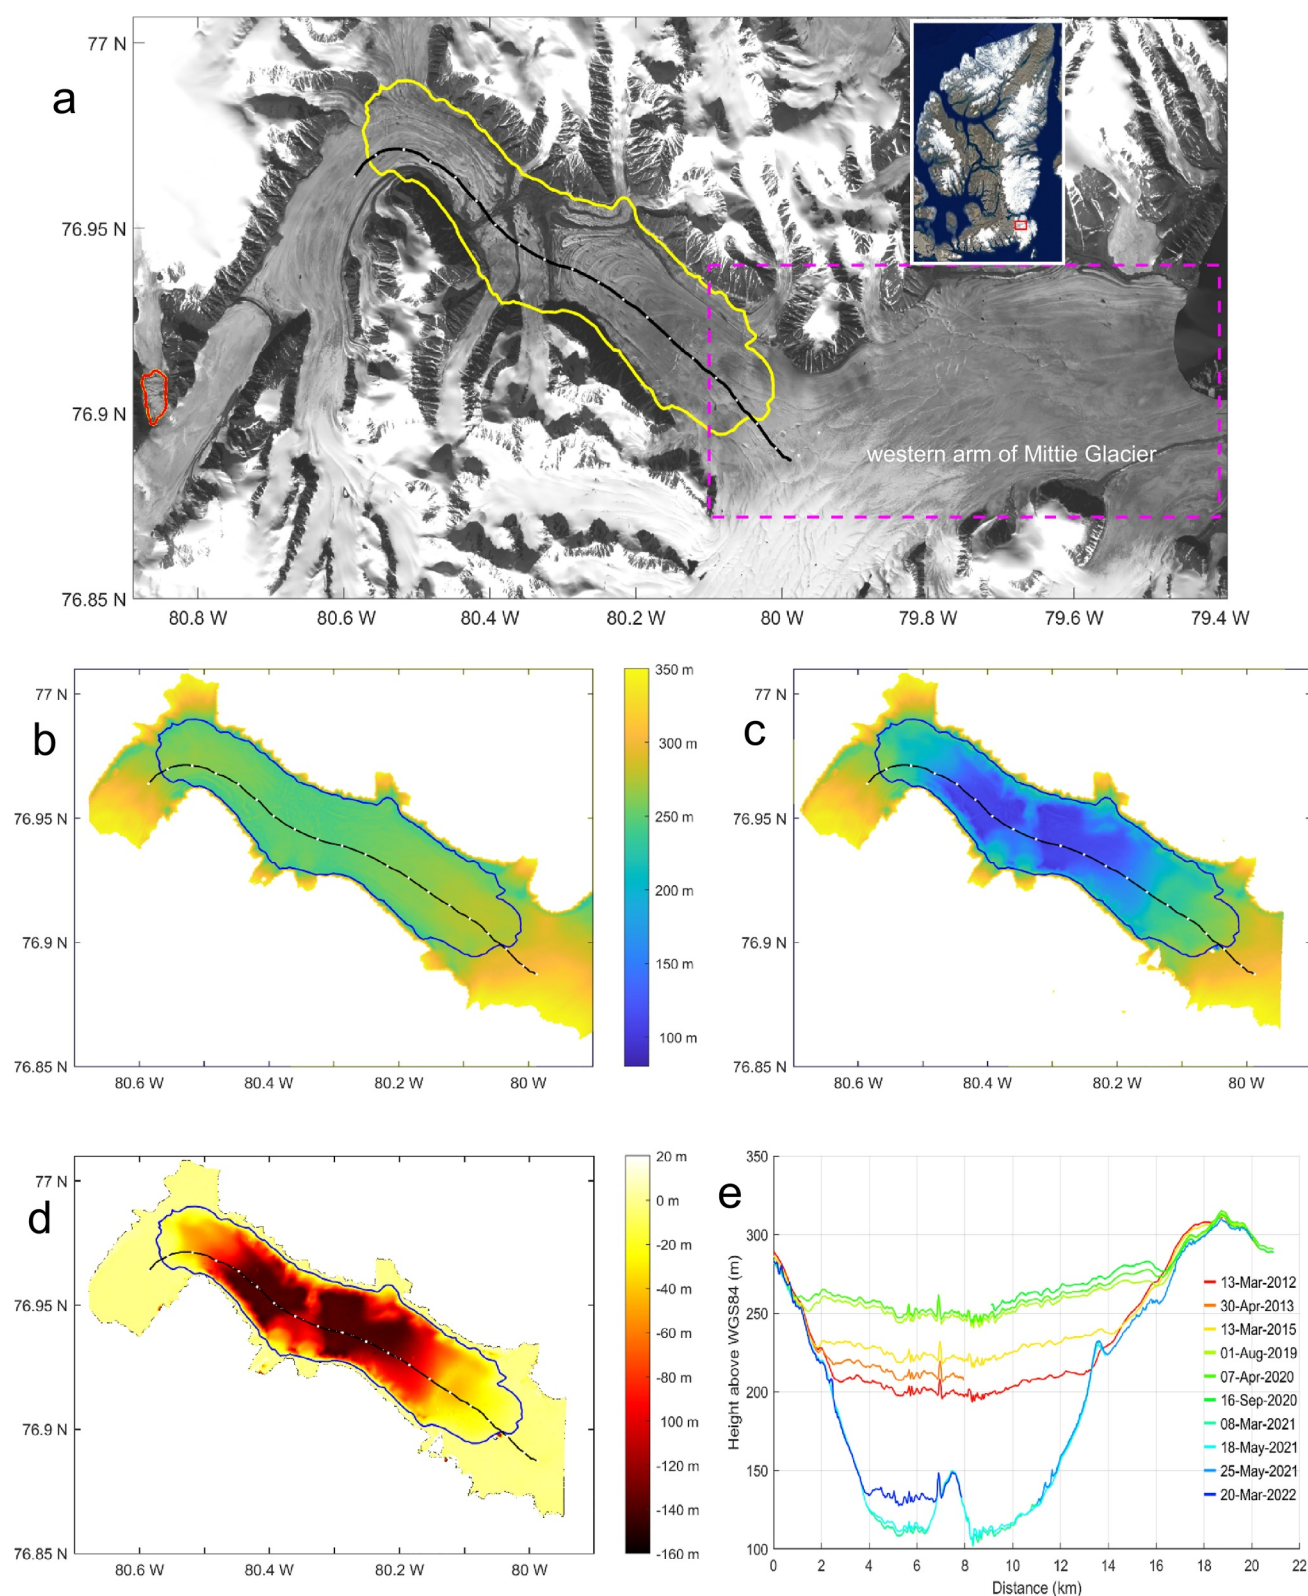 a
77 N
76.95 N
76.9 N
76.85 N
western arm of Mittie Glacier
80.8 W 80.6 W 80.4 W 80.2 W 80 W 79.8 W 79.6 W 79.4 W
b
77 N
76.95 N
76.9 N
76.85 N
80.6 W 80.4 W 80.2 W 80 W
350 m
300 m
250 m
200 m
150 m
100 m
c
77 N
76.95 N
76.9 N
76.85 N
80.6 W 80.4 W 80.2 W 80 W
d
77 N
76.95 N
76.9 N
76.85 N
80.6 W 80.4 W 80.2 W 80 W
20 m
0 m
-20 m
-40 m
-60 m
-80 m
100 m
-120 m
-140 m
-160 m
e
Height above WGS84 (m)
350
300
250
200
150
100
13-Mar-2012
30-Apr-2013
13-Mar-2015
01-Aug-2019
07-Apr-2020
16-Sep-2020
08-Mar-2021
18-May-2021
25-May-2021
20-Mar-2022
0 2 4 6 8 10 12 14 16 18 20 22
Distance (km)